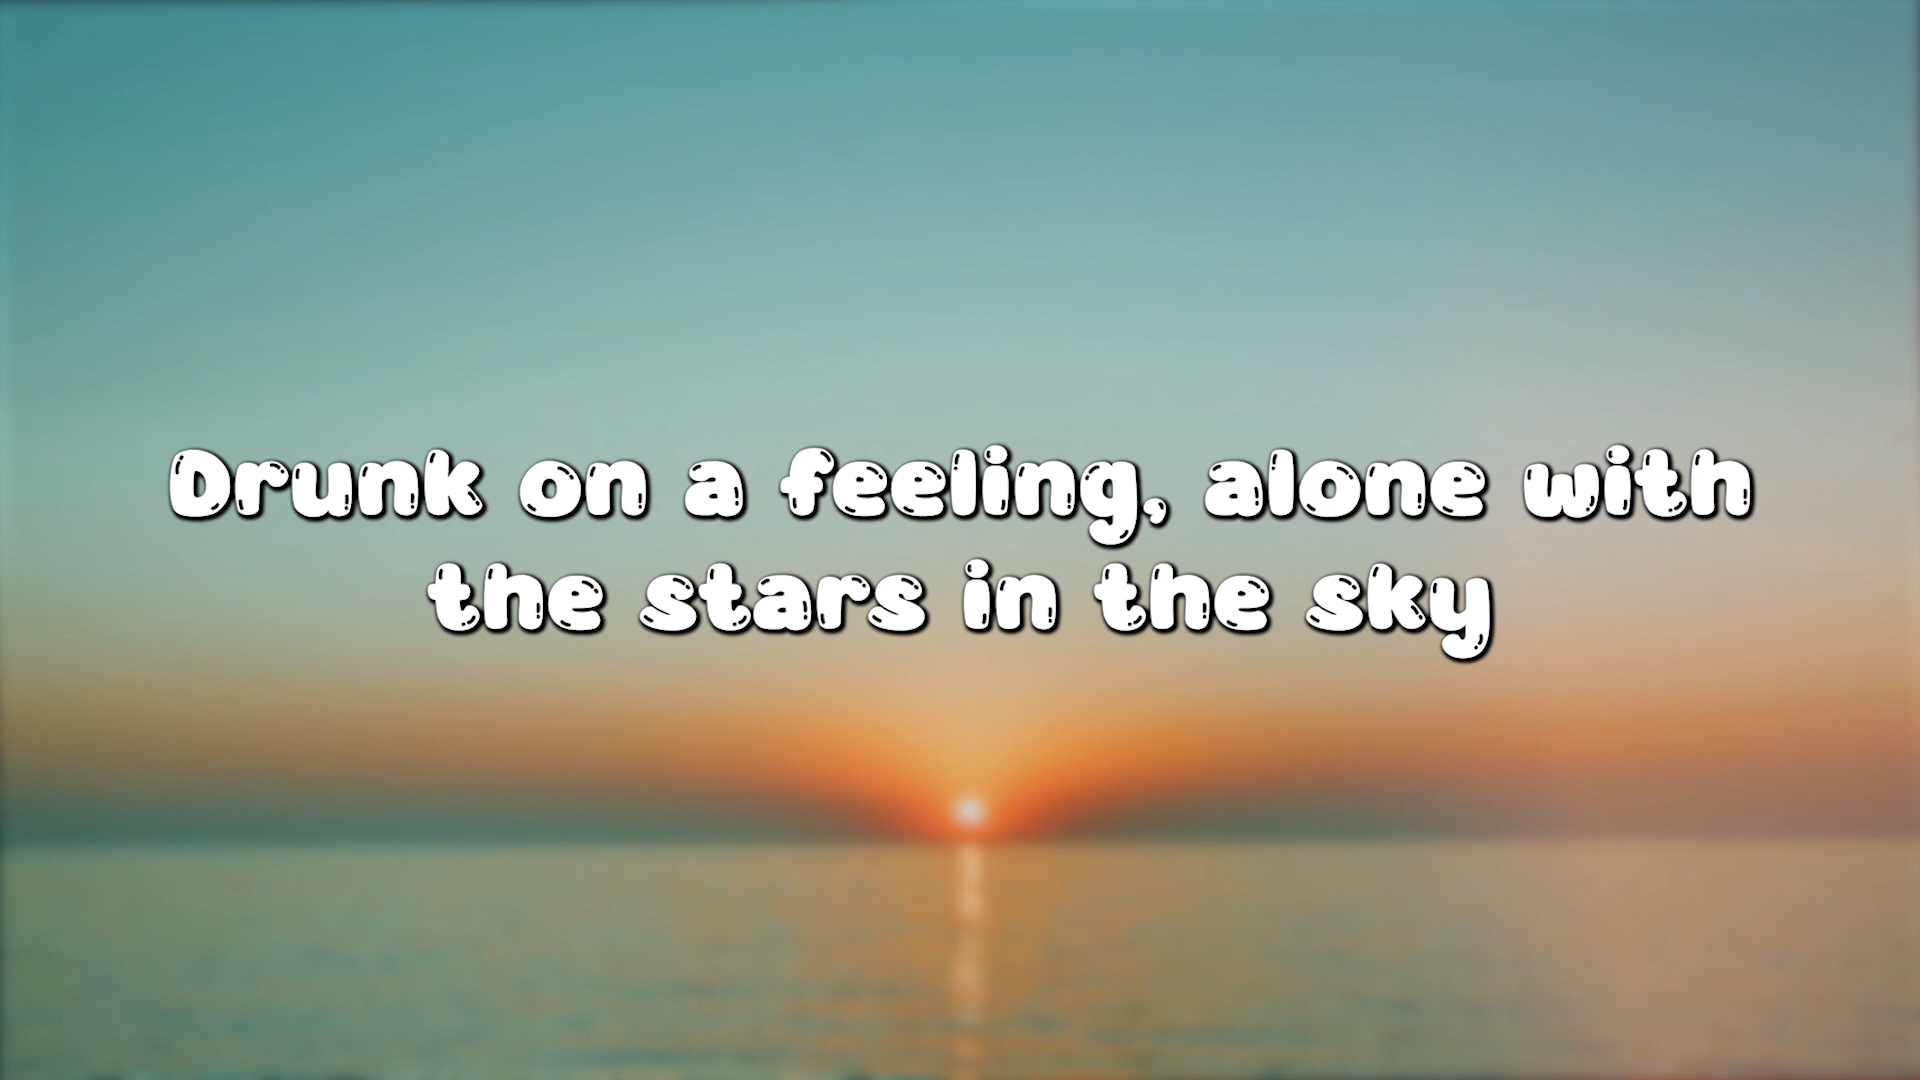 Drunk on a feeling, alone with
the stars in the sky